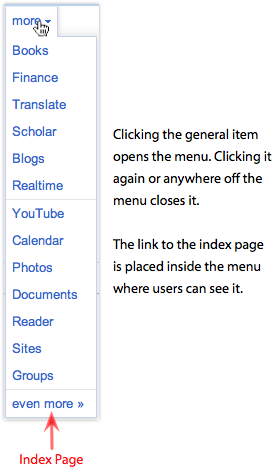 more
Books
Finance
Translate
Scholar
Blogs
Realtime
YouTube
Calendar
Photos
Documents
Reader
Sites
Groups
even more »
Index Page
Clicking the general item
opens the menu. Clicking it
again or anywhere off the
menu closes it.
The link to the index page
is placed inside the menu
where users can see it.